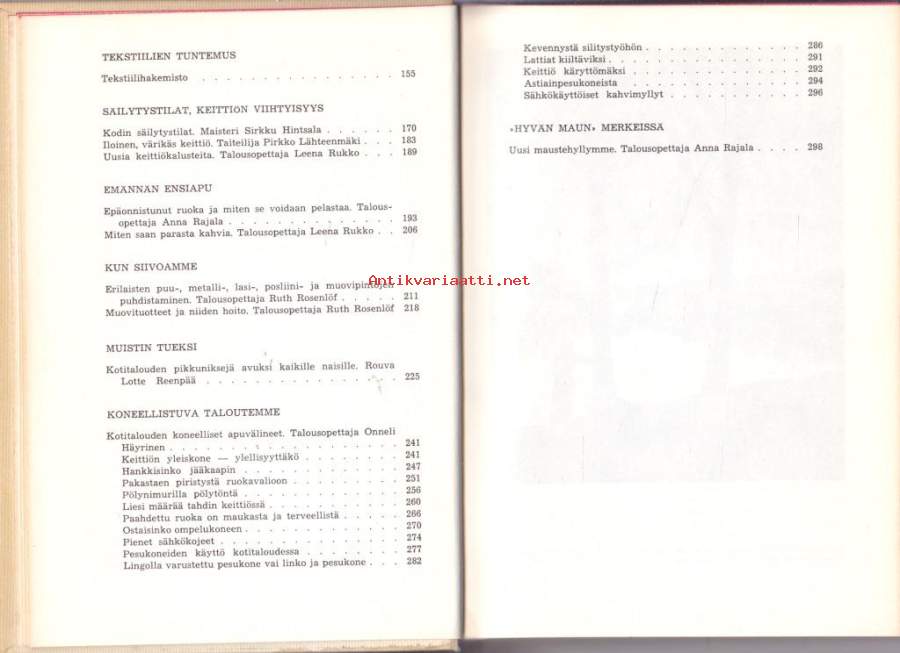 TEKSTIILIEN TUNTEMUS
Tekstiilihakemisto . . . . . . . . . . . . . . . 155
SÄILYTYSTILAT, KEITTIÖN VIIHTYISYYS
Kodin säilytystilat. Maisteri Sirkku Hintsala . . . . . . 170
Iloinen, värikäs keittiö. Taiteilija Pirkko Lähteenmäki . . . 183
Uusia keittiökalusteita. Talousopettaja Leena Rukko . . . 189
EMÄNNÄN ENSIAPU
Epäonnistunut ruoka ja miten se voidaan pelastaa. Talous-
opettaja Anna Rajala . . . . . . . . . . . . . . 193
Miten saan parasta kahvia. Talousopettaja Leena Rukko . . 206
KUN SIIVOAMME
Erilaisten puu-, metalli-, lasi-, posliini- ja muovipintojen
puhdistaminen. Talousopettaja Ruth Rosenlöf . . . . . 211
Muovituotteet ja niiden hoito. Talousopettaja Ruth Rosenlöf 218
MUISTIN TUEKSI
Kotitalouden pikkuniksejä avuksi kaikille naisille. Rouva
Lotte Reenpää . . . . . . . . . . . . . . . 225
KONEELLISTUVA TALOUTEMME
Kotitalouden koneelliset apuvälineet. Talousopettaja Onneli
Häyrinen . . . . . . . . . . . . . . . . . 241
Keittiön yleiskone — ylellisyyttäkö . . . . . . . . . 241
Hankkisinko jääkaapin . . . . . . . . . . . . . 247
Pakastaen piristystä ruokavalioon . . . . . . . . . 251
Pölynimurilla pölytöntä . . . . . . . . . . . . . 256
Liesi määrää tahdin keittiössä . . . . . . . . . . . 260
Paahdettu ruoka on maukasta ja terveellistä . . . . . . 266
Ostaisinko ompelukoneen . . . . . . . . . . . . . 270
Pienet sähkökojeet . . . . . . . . . . . . . . . 274
Pesukoneiden käyttö kotitaloudessa . . . . . . . . 277
Lingolla varustettu pesukone vai linko ja pesukone . . . 282
Kevennystä silitystyöhön . . . . . . . . . . . . . 286
Lattiat kiiltäviksi . . . . . . . . . . . . . . . 291
Keittiö käryttömäksi . . . . . . . . . . . . . . 292
Astiainpesukoneista . . . . . . . . . . . . . . 294
Sähkökäyttöiset kahvimyllyt . . . . . . . . . . . 296
»HYVÄN MAUN» MERKEISSÄ
Uusi maustehyllymme. Talousopettaja Anna Rajala . . . . 298
Antikvariaatti.net